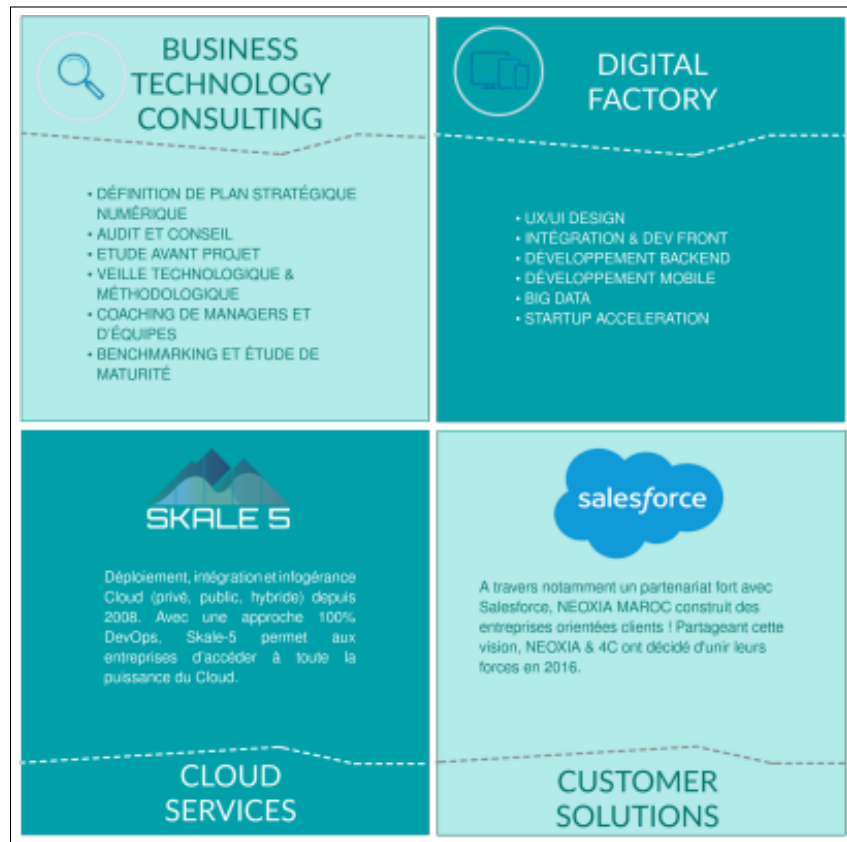 BUSINESS
TECHNOLOGY
CONSULTING
• DÉFINITION DE PLAN STRATÉGIQUE
NUMÉRIQUE
• AUDIT ET CONSEIL
• ETUDE AVANT PROJET
• VEILLE TECHNOLOGIQUE &
MÉTHODOLOGIQUE
• COACHING DE MANAGERS ET
D'ÉQUIPES
• BENCHMARKING ET ÉTUDE DE
MATURITÉ
DIGITAL
FACTORY
• UX/UI DESIGN
• INTÉGRATION & DEV FRONT
• DÉVELOPPEMENT BACKEND
• DÉVELOPPEMENT MOBILE
• BIG DATA
• STARTUP ACCELERATION
SKALE 5
Déploiement, intégration et infogérance
Cloud (privé, public, hybride) depuis
2008. Avec une approche 100%
DevOps, Skale-5 permet aux
entreprises d'accéder à toute la
puissance du Cloud.
CLOUD
SERVICES
salesforce
A travers notamment un partenariat fort avec
Salesforce, NEOXIA MAROC construit des
entreprises orientées clients ! Partageant cette
vision, NEOXIA & 4C ont décidé d'unir leurs
forces en 2016.
CUSTOMER
SOLUTIONS